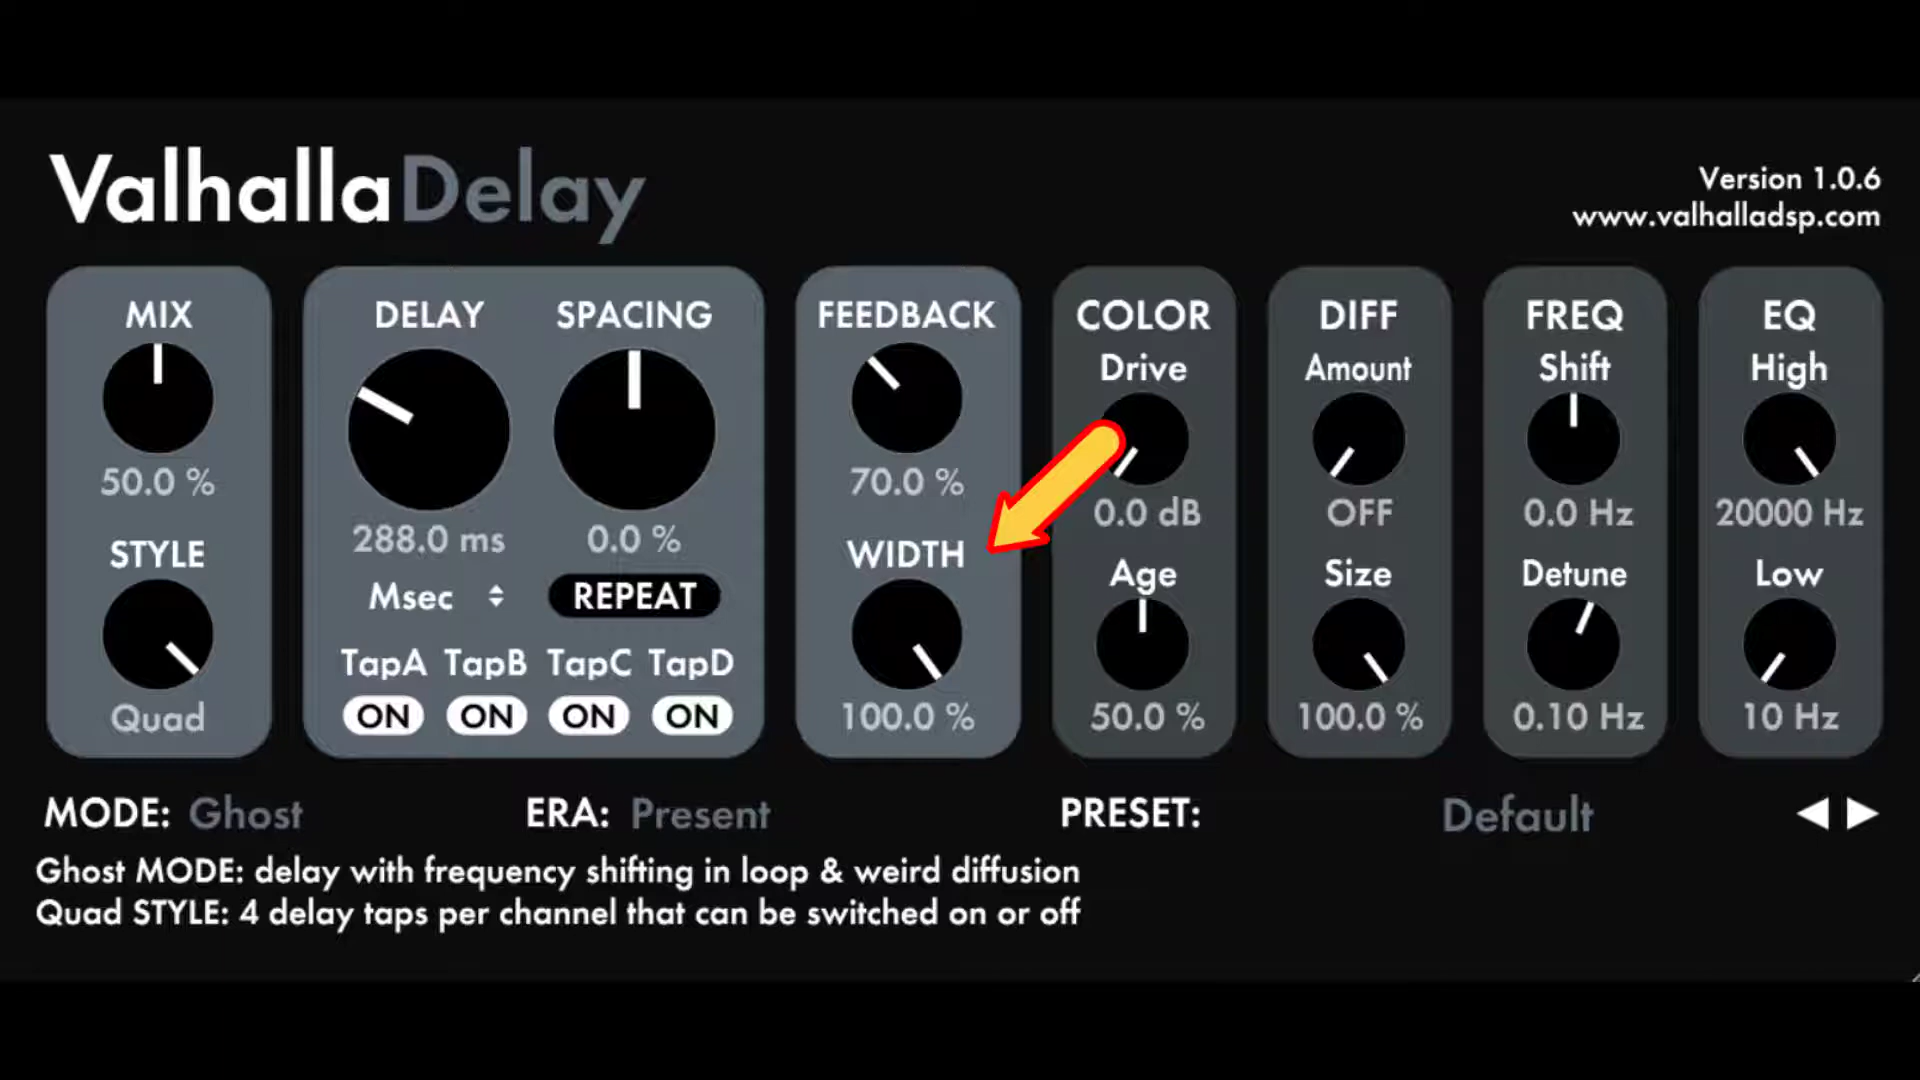 ValhallaDelay
Version 1.0.6
www.valhalladsp.com
MIX
50.0 %
STYLE
Quad
DELAY
288.0 ms
Msec
SPACING
0.0 %
REPEAT
TapA TapB TapC TapD
ON ON ON ON
FEEDBACK
70.0 %
WIDTH
100.0 %
COLOR
Drive
0.0 dB
Age
50.0 %
DIFF
Amount
OFF
Size
100.0 %
FREQ
Shift
0.0 Hz
Detune
0.10 Hz
EQ
High
20000 Hz
Low
10 Hz
MODE: Ghost ERA: Present PRESET: Default
Ghost MODE: delay with frequency shifting in loop & weird diffusion
Quad STYLE: 4 delay taps per channel that can be switched on or off